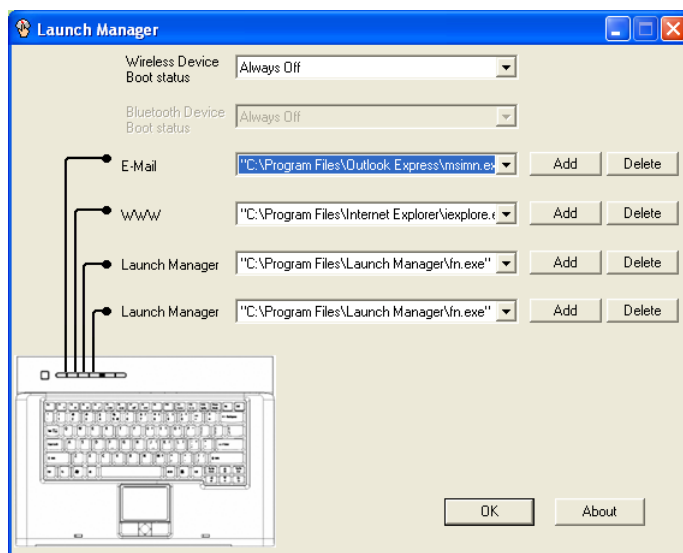 Launch Manager
Wireless Device
Boot status
Always Off
Bluetooth Device
Boot status
Always Off
E-Mail
"C:\Program Files\Outlook Express\msimn.ex
Add
Delete
WWW
"C:\Program Files\Internet Explorer\iexplore.e
Add
Delete
Launch Manager
"C:\Program Files\Launch Manager\fn.exe"
Add
Delete
Launch Manager
"C:\Program Files\Launch Manager\fn.exe"
Add
Delete
OK
About